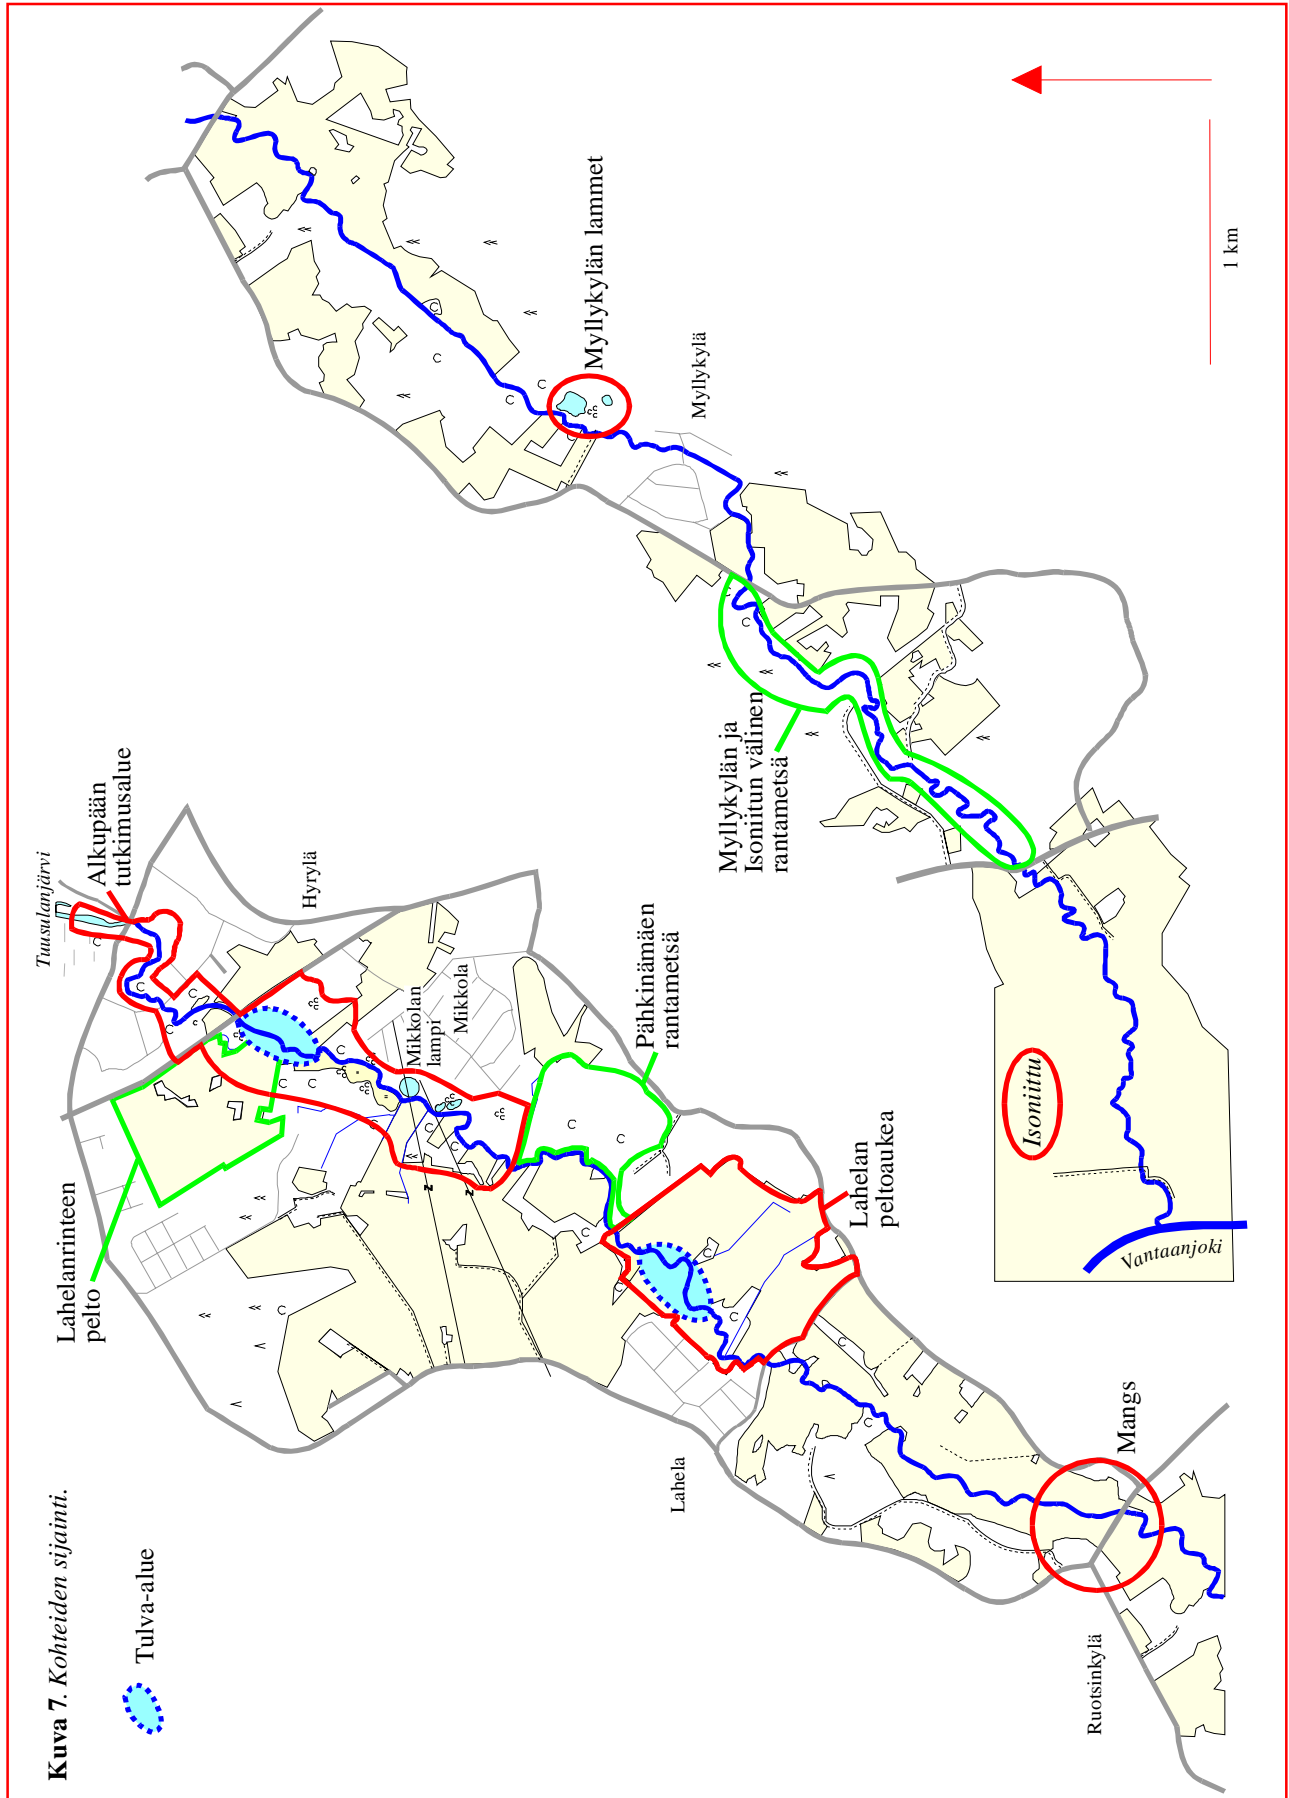 Kuva 7. Kohteiden sijainti.
Tulva-alue
Tuusulanjärvi
Alkupään
tutkimusalue
Hyrylä
Lahelanrinteen
pelto
Mikkolan
lampi
Mikkola
Pähkinämäen
rantametsä
Lahelan
peltoaukea
Lahela
Mangs
Ruotsinkylä
Myllykylän lammet
Myllykylä
Myllykylän ja
Isoniitun välinen
rantametsä
Isoniittu
Vantaanjoki
1 km